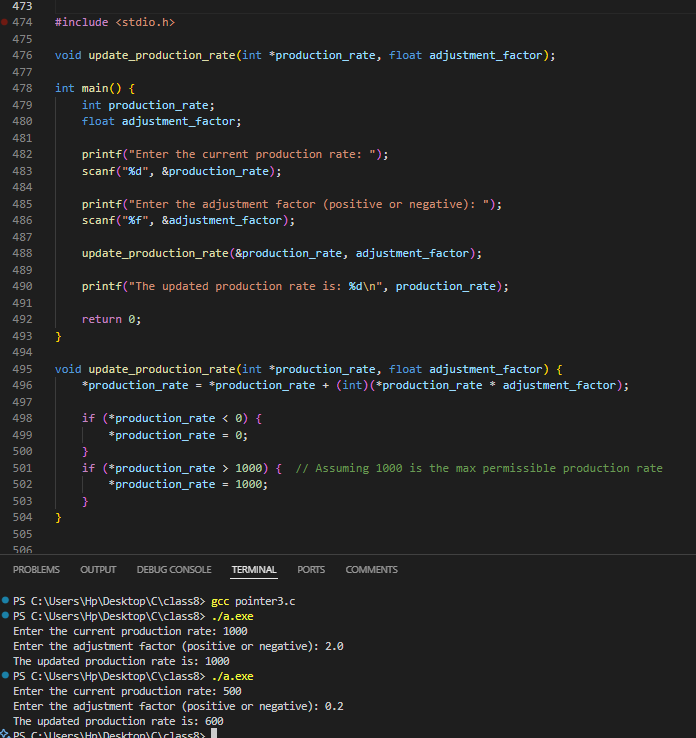 473
474 #include <stdio.h>
475
476 void update_production_rate(int *production_rate, float adjustment_factor);
477
478 int main() {
479     int production_rate;
480     float adjustment_factor;
481
482     printf("Enter the current production rate: ");
483     scanf("%d", &production_rate);
484
485     printf("Enter the adjustment factor (positive or negative): ");
486     scanf("%f", &adjustment_factor);
487
488     update_production_rate(&production_rate, adjustment_factor);
489
490     printf("The updated production rate is: %d\n", production_rate);
491
492     return 0;
493 }
494
495 void update_production_rate(int *production_rate, float adjustment_factor) {
496     *production_rate = *production_rate + (int)(*production_rate * adjustment_factor);
497
498     if (*production_rate < 0) {
499         *production_rate = 0;
500     }
501     if (*production_rate > 1000) {  // Assuming 1000 is the max permissible production rate
502         *production_rate = 1000;
503     }
504 }
505
506
PROBLEMS OUTPUT DEBUG CONSOLE TERMINAL PORTS COMMENTS
PS C:\Users\Hp\Desktop\C\class8> gcc pointer3.c
PS C:\Users\Hp\Desktop\C\class8> ./a.exe
Enter the current production rate: 1000
Enter the adjustment factor (positive or negative): 2.0
The updated production rate is: 1000
PS C:\Users\Hp\Desktop\C\class8> ./a.exe
Enter the current production rate: 500
Enter the adjustment factor (positive or negative): 0.2
The updated production rate is: 600
PS C:\Users\Hp\Desktop\C\class8>